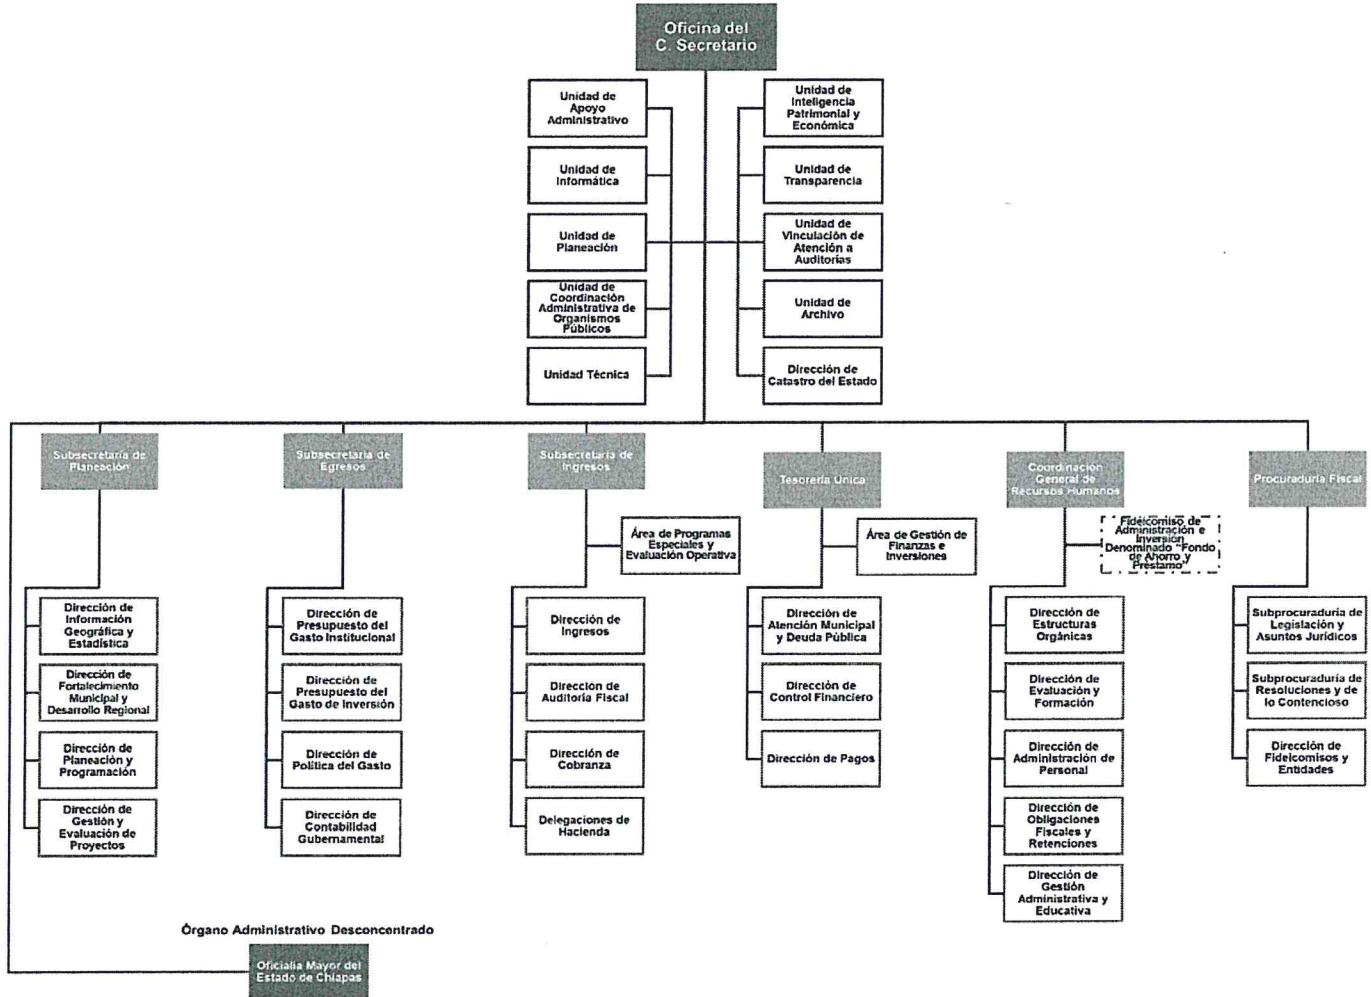 Oficina del
C. Secretario
Unidad de
Apoyo
Administrativo
Unidad de
Inteligencia
Patrimonial y
Económica
Unidad de
Informática
Unidad de
Transparencia
Unidad de
Planeación
Unidad de
Vinculación de
Atención a
Auditorías
Unidad de
Coordinación
Administrativa de
Organismos
Públicos
Unidad de
Archivo
Unidad Técnica
Dirección de
Catastro del Estado
Subsecretaría de
Planeación
Subsecretaría de
Egresos
Subsecretaría de
Ingresos
Tesorería Única
Coordinación
General de
Recursos Humanos
Procuraduría Fiscal
Área de Programas
Especiales y
Evaluación Operativa
Área de Gestión de
Finanzas e
Inversiones
Fideicomiso de
Administración e
Inversión
Denominado "Fondo
de Ahorro y
Préstamo"
Dirección de
Información
Geográfica y
Estadística
Dirección de
Presupuesto del
Gasto Institucional
Dirección de
Ingresos
Dirección de
Atención Municipal
y Deuda Pública
Dirección de
Estructuras
Orgánicas
Subprocuraduría de
Legislación y
Asuntos Jurídicos
Dirección de
Fortalecimiento
Municipal y
Desarrollo Regional
Dirección de
Presupuesto del
Gasto de Inversión
Dirección de
Auditoría Fiscal
Dirección de
Control Financiero
Dirección de
Evaluación y
Formación
Subprocuraduría de
Resoluciones y de
lo Contencioso
Dirección de
Planeación y
Programación
Dirección de
Política del Gasto
Dirección de
Cobranza
Dirección de Pagos
Dirección de
Administración de
Personal
Dirección de
Fideicomisos y
Entidades
Dirección de
Gestión y
Evaluación de
Proyectos
Dirección de
Contabilidad
Gubernamental
Delegaciones de
Hacienda
Dirección de
Obligaciones
Fiscales y
Retenciones
Dirección de
Gestión
Administrativa y
Educativa
Órgano Administrativo Desconcentrado
Oficialía Mayor del
Estado de Chiapas